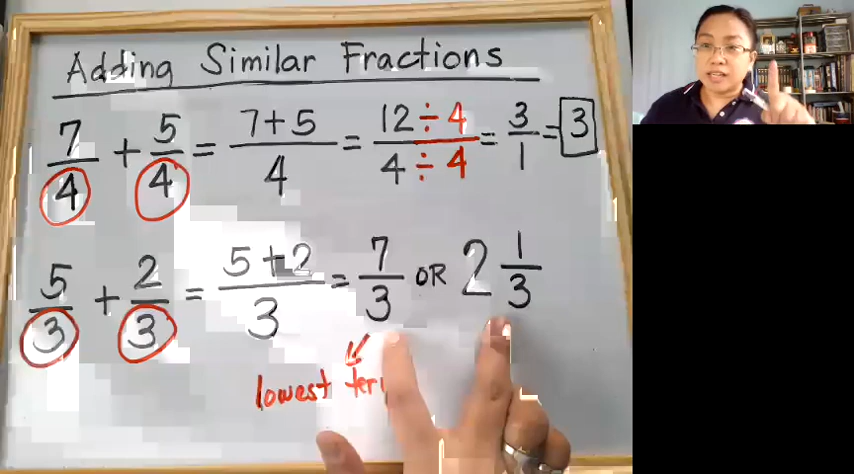 Adding Similar Fractions
7/4 + 5/4 = 7+5/4 = 12 ÷ 4/4 ÷ 4 = 3/1 = 3
5/3 + 2/3 = 5+2/3 = 7/3 OR 2 1/3
lowest